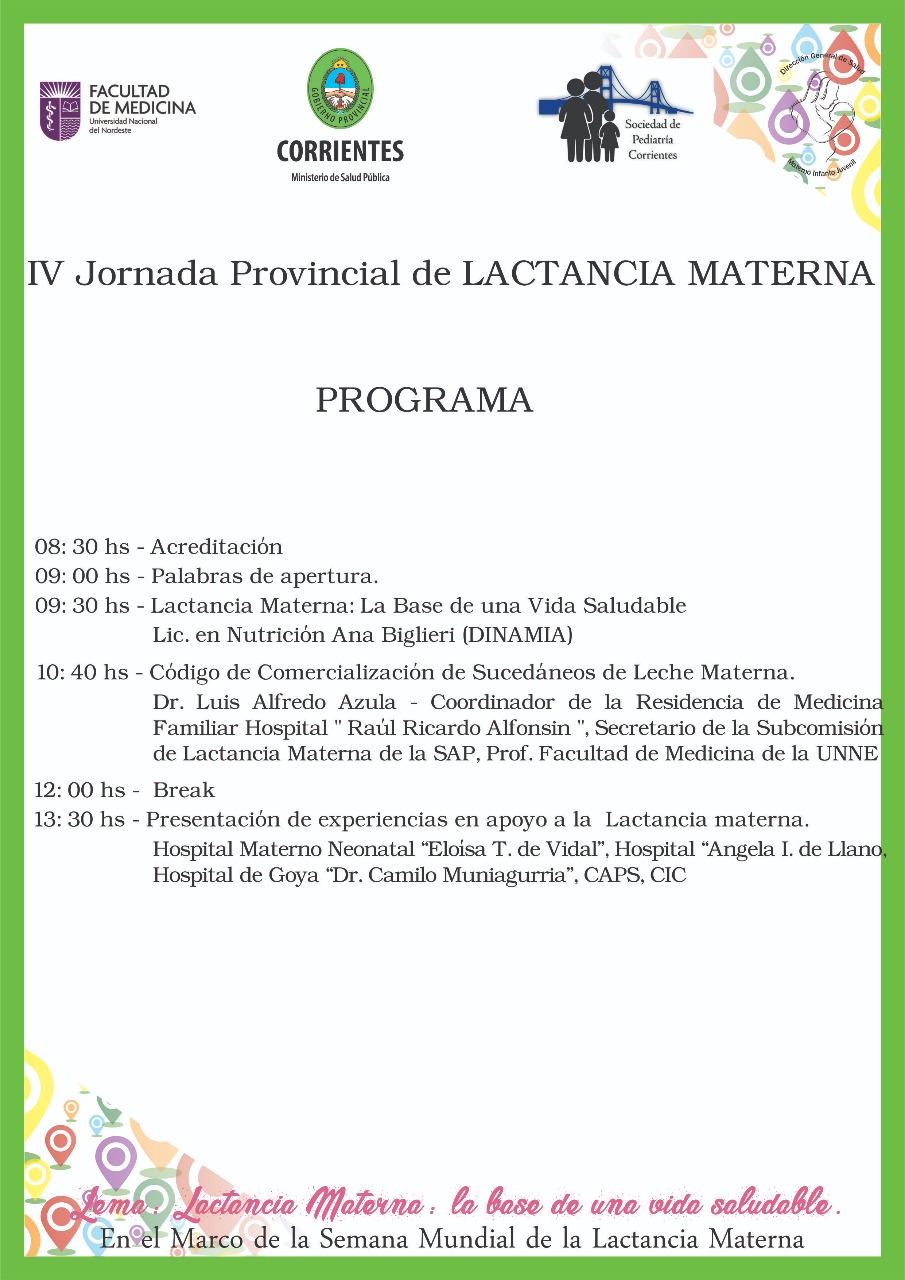 FACULTAD
DE MEDICINA
Universidad Nacional
del Nordeste
GOBIERNO PROVINCIAL
CORRIENTES
Ministerio de Salud Pública
Sociedad de
Pediatría
Corrientes
Dirección General de Salud
Materno Infanto Juvenil
IV Jornada Provincial de LACTANCIA MATERNA
PROGRAMA
08: 30 hs - Acreditación
09: 00 hs - Palabras de apertura.
09: 30 hs - Lactancia Materna: La Base de una Vida Saludable
Lic. en Nutrición Ana Biglieri (DINAMIA)
10: 40 hs - Código de Comercialización de Sucedáneos de Leche Materna.
Dr. Luis Alfredo Azula - Coordinador de la Residencia de Medicina
Familiar Hospital " Raúl Ricardo Alfonsin ", Secretario de la Subcomisión
de Lactancia Materna de la SAP, Prof. Facultad de Medicina de la UNNE
12: 00 hs - Break
13: 30 hs - Presentación de experiencias en apoyo a la Lactancia materna.
Hospital Materno Neonatal “Eloísa T. de Vidal”, Hospital “Angela I. de Llano,
Hospital de Goya “Dr. Camilo Muniagurria”, CAPS, CIC
Lema: Lactancia Materna: la base de una vida saludable.
En el Marco de la Semana Mundial de la Lactancia Materna